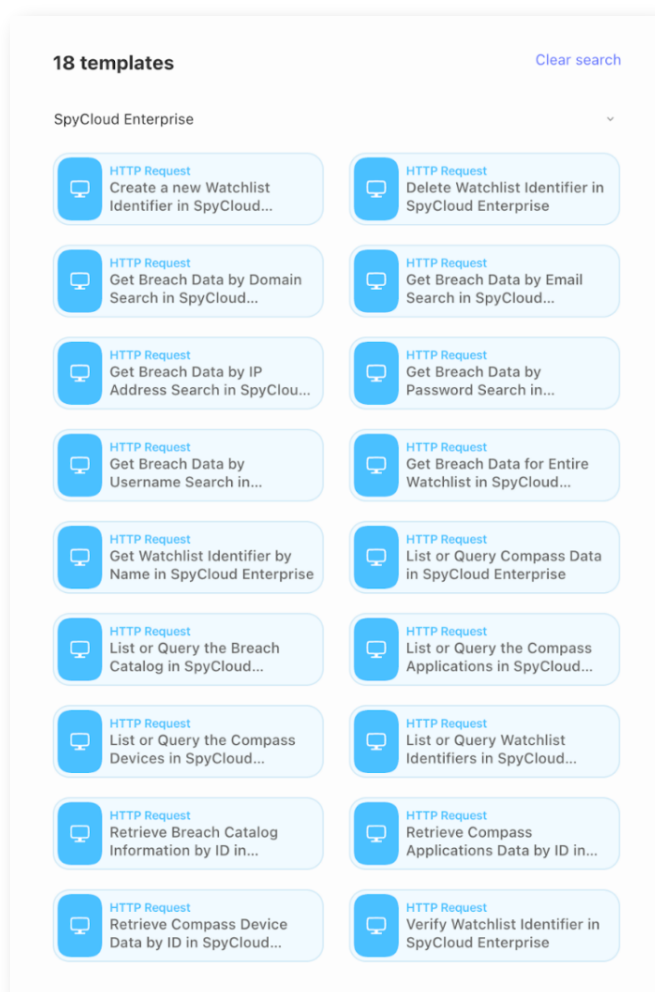 18 templates
Clear search
SpyCloud Enterprise
HTTP Request
Create a new Watchlist
Identifier in SpyCloud...
HTTP Request
Delete Watchlist Identifier in
SpyCloud Enterprise
HTTP Request
Get Breach Data by Domain
Search in SpyCloud...
HTTP Request
Get Breach Data by Email
Search in SpyCloud...
HTTP Request
Get Breach Data by IP
Address Search in SpyClou...
HTTP Request
Get Breach Data by
Password Search in...
HTTP Request
Get Breach Data by
Username Search in...
HTTP Request
Get Breach Data for Entire
Watchlist in SpyCloud...
HTTP Request
Get Watchlist Identifier by
Name in SpyCloud Enterprise
HTTP Request
List or Query Compass Data
in SpyCloud Enterprise
HTTP Request
List or Query the Breach
Catalog in SpyCloud...
HTTP Request
List or Query the Compass
Applications in SpyCloud...
HTTP Request
List or Query the Compass
Devices in SpyCloud...
HTTP Request
List or Query Watchlist
Identifiers in SpyCloud...
HTTP Request
Retrieve Breach Catalog
Information by ID in...
HTTP Request
Retrieve Compass
Applications Data by ID in...
HTTP Request
Retrieve Compass Device
Data by ID in SpyCloud...
HTTP Request
Verify Watchlist Identifier in
SpyCloud Enterprise